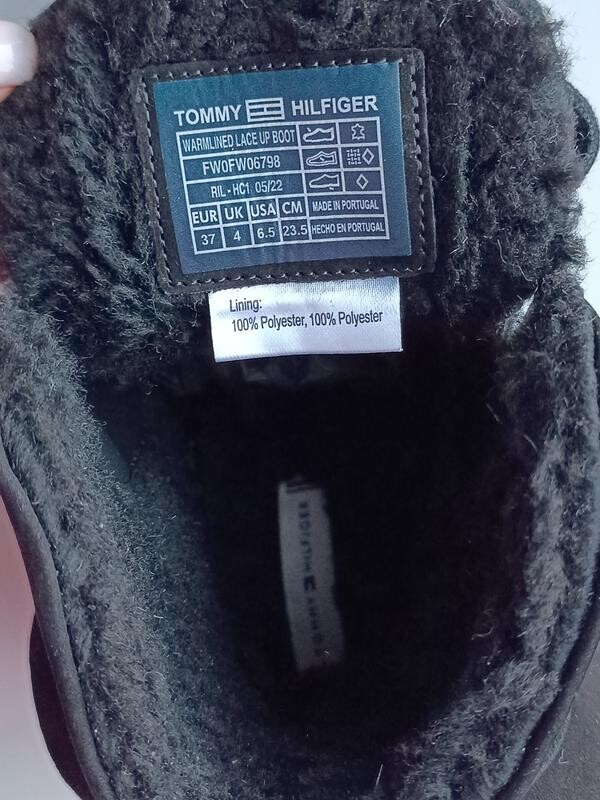 TOMMY HILFIGER
WARMLINED LACE UP BOOT
FW0FW06798
RIL - HC1 05/22
EUR UK USA CM MADE IN PORTUGAL
37 4 6.5 23.5 HECHO EN PORTUGAL
Lining:
100% Polyester, 100% Polyester
TOMMY HILFIGER